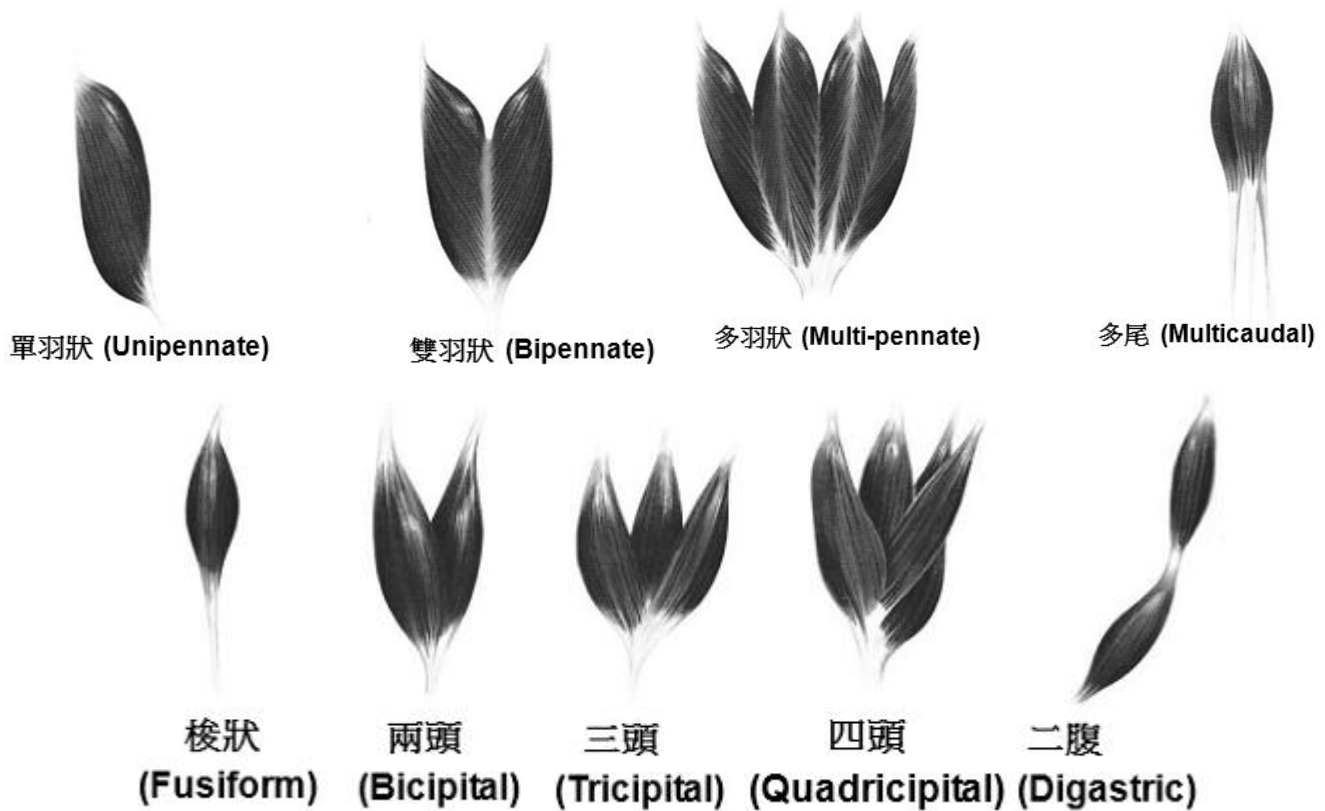 單羽狀 (Unipennate)
雙羽狀 (Bipennate)
多羽狀 (Multi-pennate)
多尾 (Multicaudal)
梭狀
(Fusiform)
兩頭
(Bicipital)
三頭
(Tricipital)
四頭
(Quadricipital)
二腹
(Digastric)